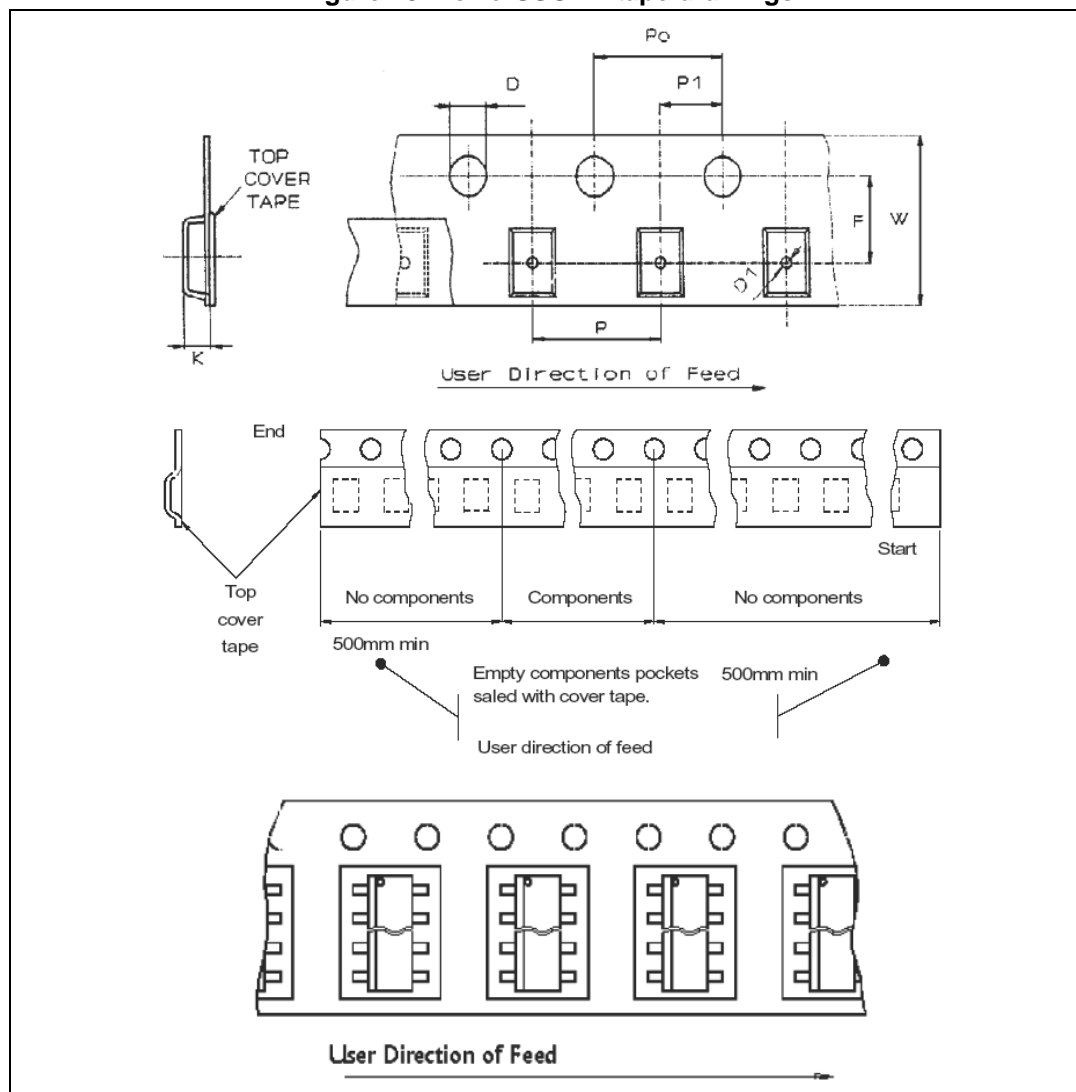 Po
D
P1
TOP
COVER
TAPE
F
W
D1
P
K
User Direction of Feed
End
Start
Top
cover
tape
No components
Components
No components
500mm min
Empty components pockets
saled with cover tape.
500mm min
User direction of feed
User Direction of Feed